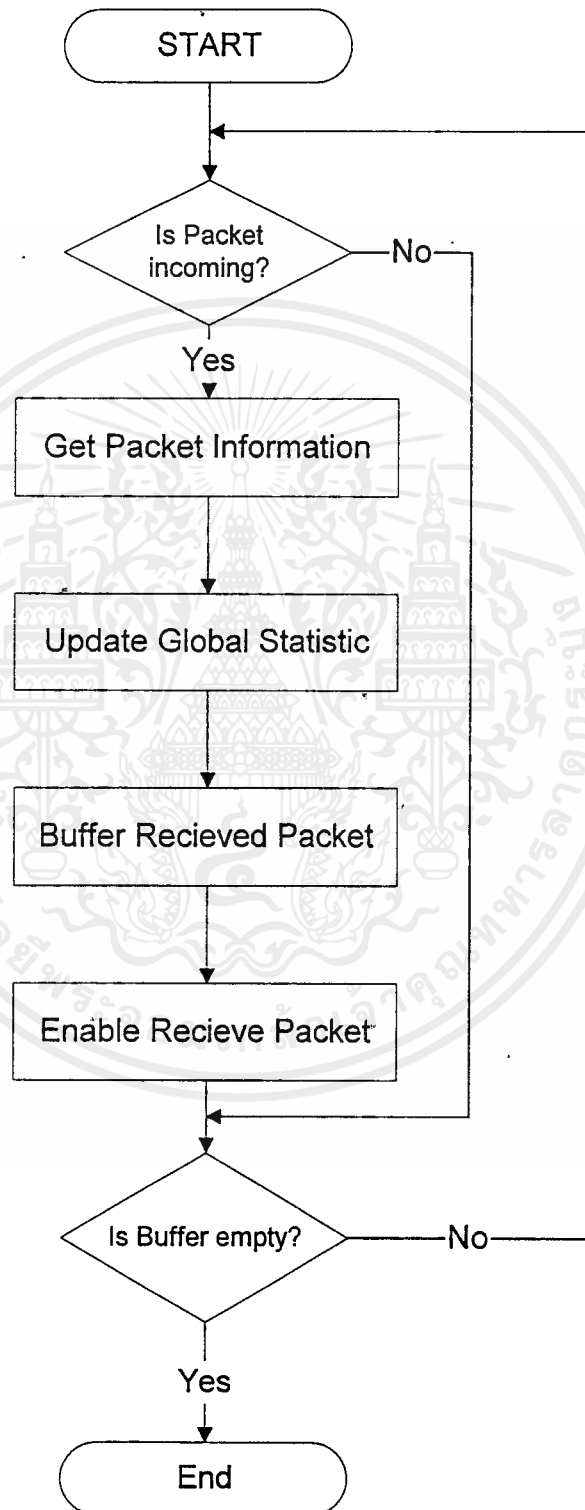 START
Is Packet
incoming?
No
Yes
Get Packet Information
Update Global Statistic
Buffer Recieved Packet
Enable Recieve Packet
Is Buffer empty?
No
Yes
End